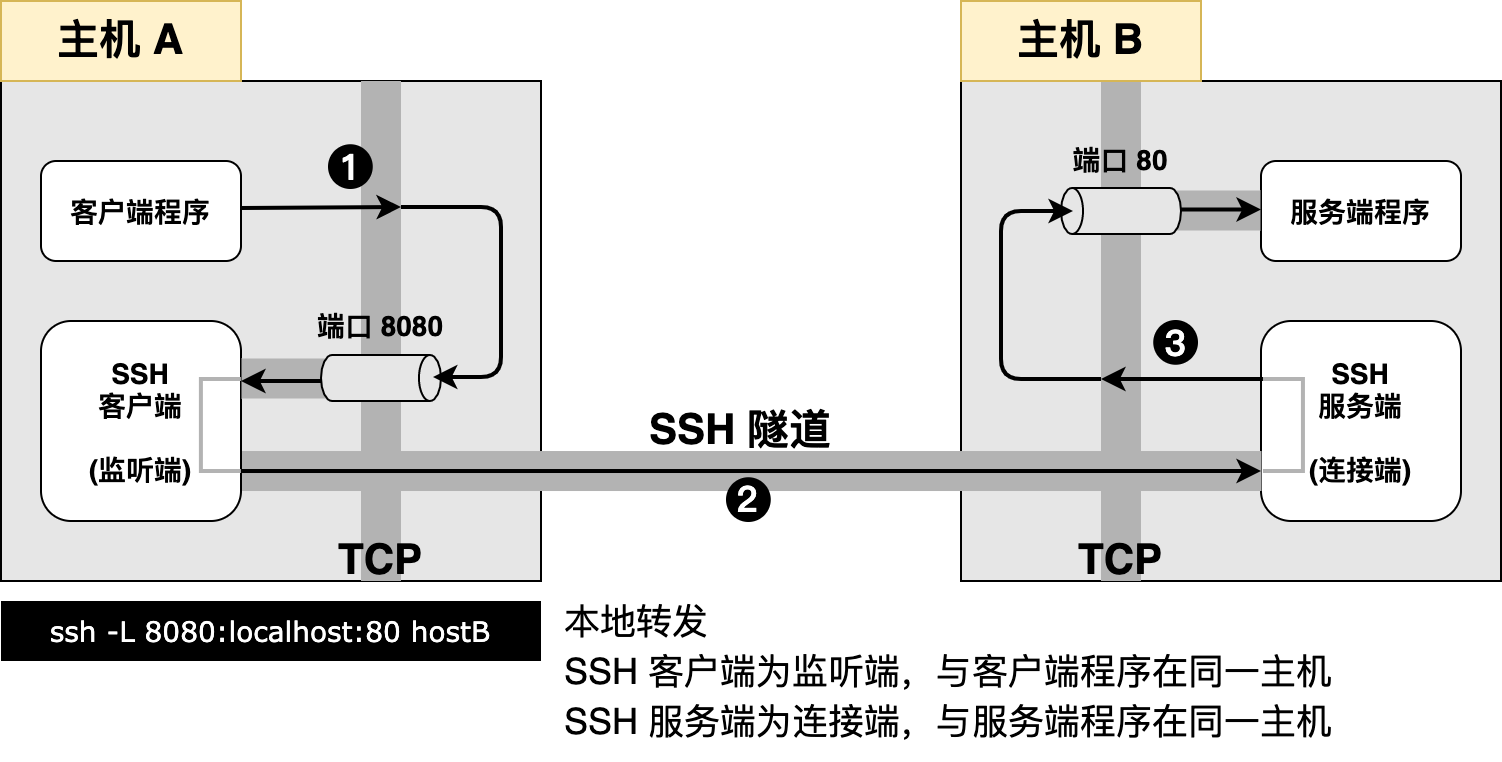 主机 A
主机 B
❶
端口 80
客户端程序
服务端程序
端口 8080
❸
SSH
客户端
(监听端)
SSH
服务端
(连接端)
SSH 隧道
❷
TCP
TCP
ssh -L 8080:localhost:80 hostB
本地转发
SSH 客户端为监听端，与客户端程序在同一主机
SSH 服务端为连接端，与服务端程序在同一主机